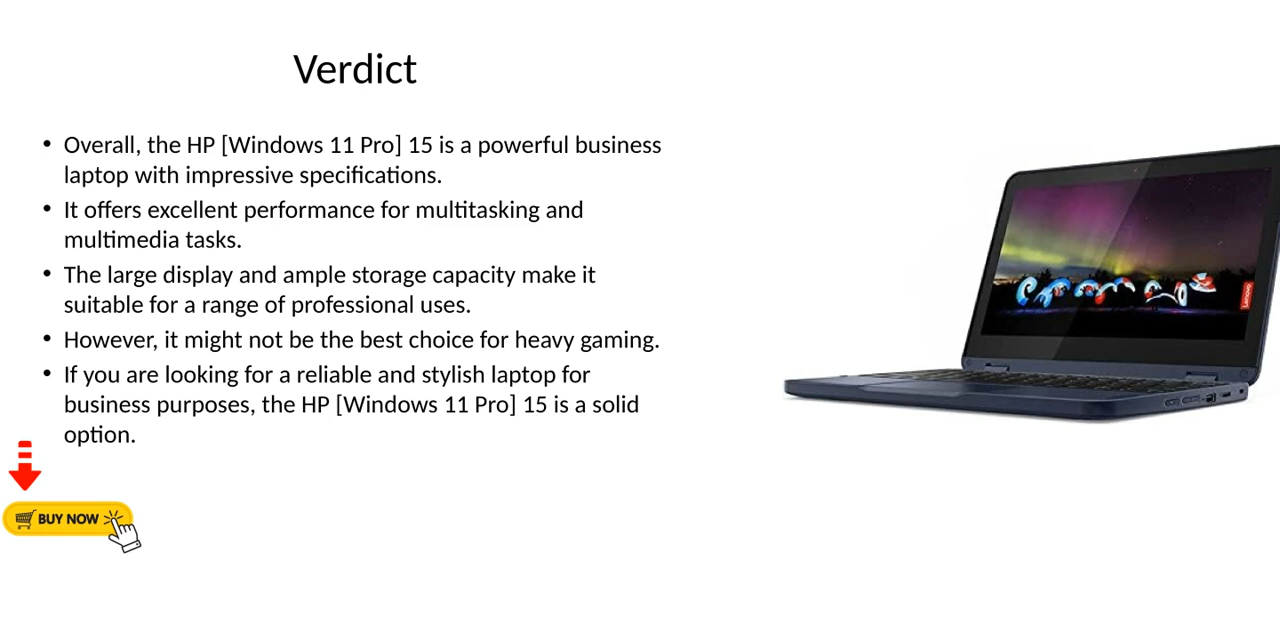 Verdict
• Overall, the HP [Windows 11 Pro] 15 is a powerful business
laptop with impressive specifications.
• It offers excellent performance for multitasking and
multimedia tasks.
• The large display and ample storage capacity make it
suitable for a range of professional uses.
• However, it might not be the best choice for heavy gaming.
• If you are looking for a reliable and stylish laptop for
business purposes, the HP [Windows 11 Pro] 15 is a solid
option.
BUY NOW
Lenovo